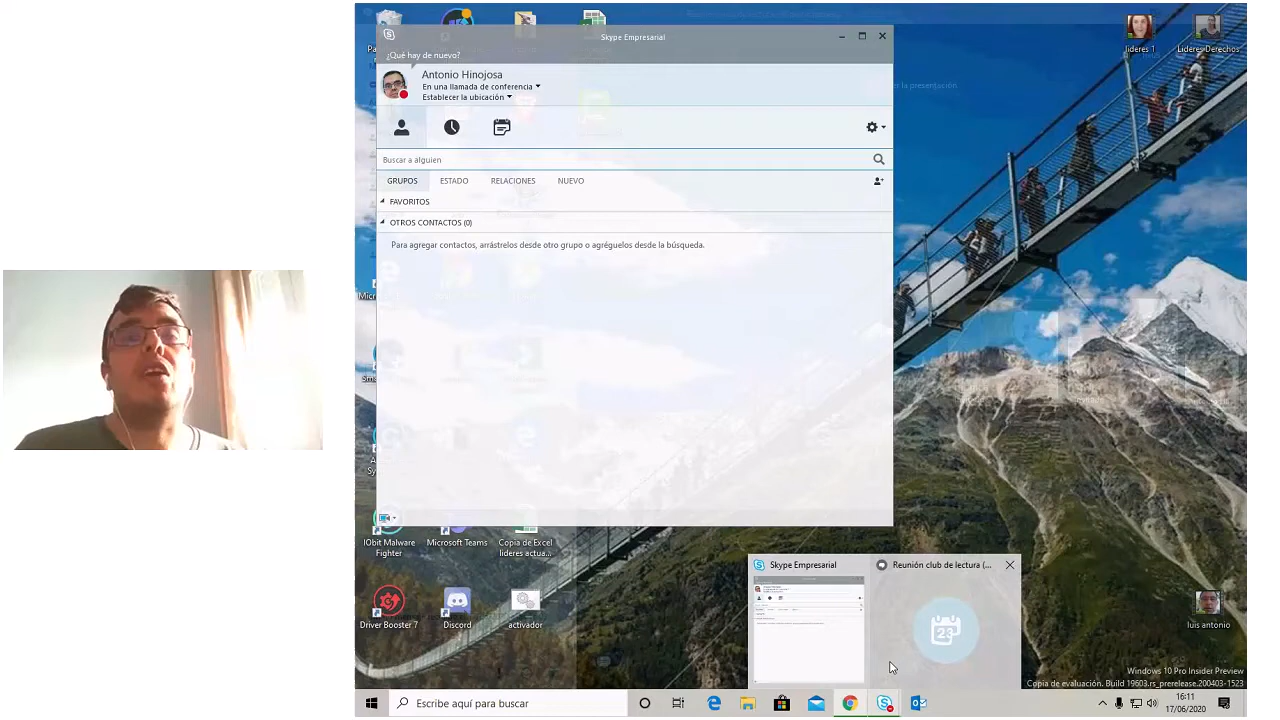 Skype Empresarial
¿Qué hay de nuevo?
Antonio Hinojosa
En una llamada de conferencia
Establecer la ubicación
Buscar a alguien
GRUPOS ESTADO RELACIONES NUEVO
FAVORITOS
OTROS CONTACTOS (0)
Para agregar contactos, arrástrelos desde otro grupo o agréguelos desde la búsqueda.
lideres 1
Lideres Derechos
la presentación
IObit Malware
Fighter
Microsoft Teams
Copia de Excel
lideres actua...
Driver Booster 7
Discord
activador
luis antonio
Skype Empresarial
Reunión club de lectura (...
23
Windows 10 Pro Insider Preview
Copia de evaluación. Build 19603.rs_prerelease.200403-1523
Escribe aquí para buscar
16:11
17/06/2020